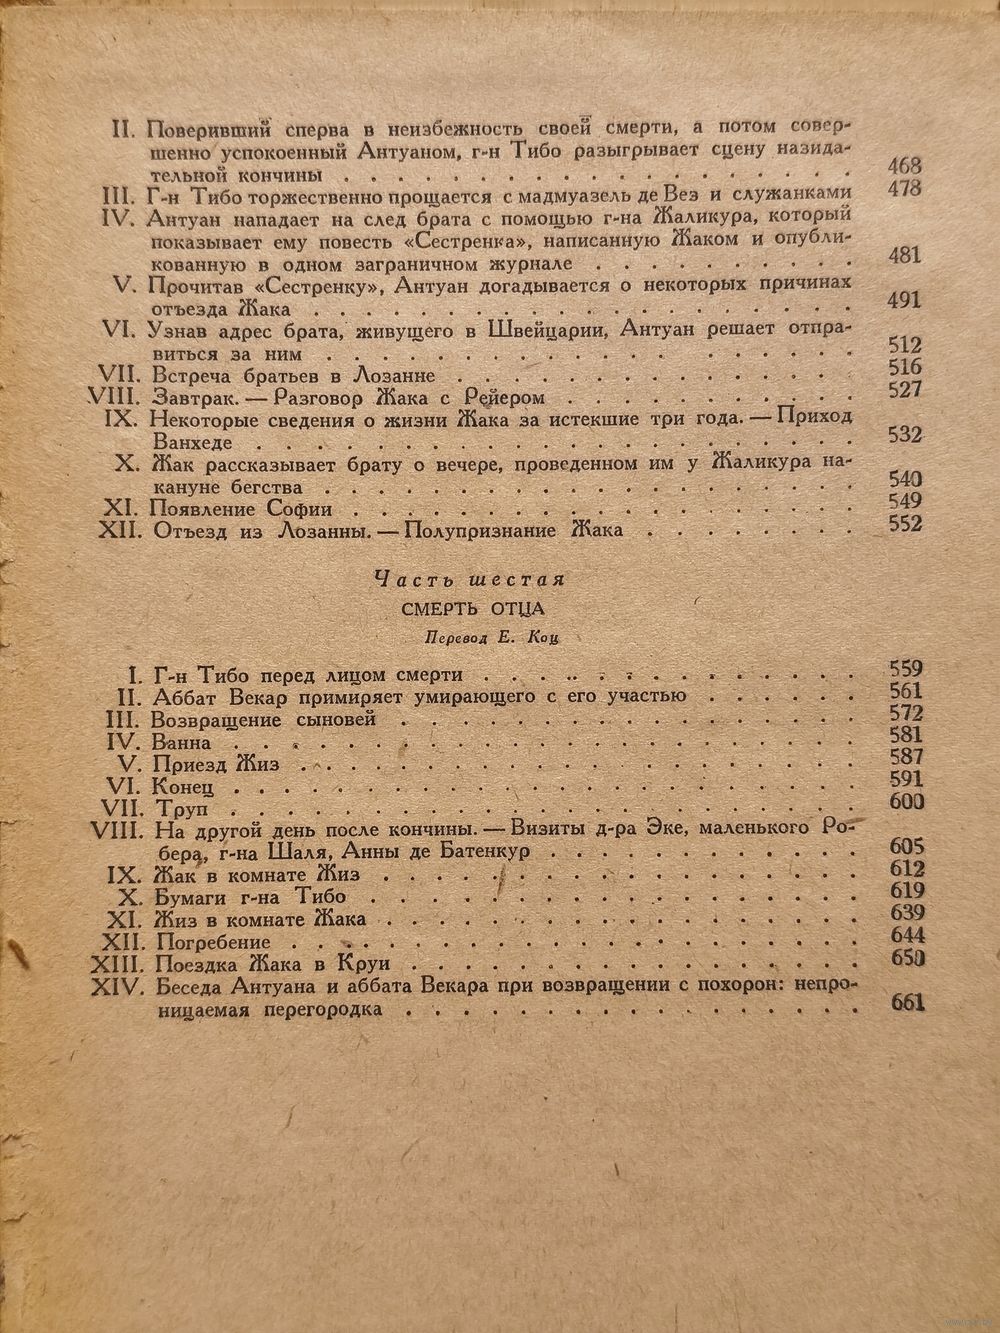 II. Поверивший сперва в неизбежность своей смерти, а потом совер-
шенно успокоенный Антуаном, г-н Тибо разыгрывает сцену назида-
тельной кончины . . . . . . . . . . . . . . . . . . . . 468
III. Г-н Тибо торжественно прощается с мадмуазель де Вез и служанками 478
IV. Антуан нападает на след брата с помощью г-на Жаликура, который
показывает ему повесть «Сестренка», написанную Жаком и опубли-
кованную в одном заграничном журнале . . . . . . . . . . 481
V. Прочитав «Сестренку», Антуан догадывается о некоторых причинах
отъезда Жака . . . . . . . . . . . . . . . . . . . . . 491
VI. Узнав адрес брата, живущего в Швейцарии, Антуан решает отпра-
виться за ним . . . . . . . . . . . . . . . . . . . . 512
VII. Встреча братьев в Лозанне . . . . . . . . . . . . . . . 516
VIII. Завтрак. — Разговор Жака с Рейером . . . . . . . . . . . 527
IX. Некоторые сведения о жизни Жака за истекшие три года. — Приход
Ванхеде . . . . . . . . . . . . . . . . . . . . . . . 532
X. Жак рассказывает брату о вечере, проведенном им у Жаликура на-
кануне бегства . . . . . . . . . . . . . . . . . . . . 540
XI. Появление Софии . . . . . . . . . . . . . . . . . . . 549
XII. Отъезд из Лозанны. — Полупризнание Жака . . . . . . . . 552
Часть шестая
СМЕРТЬ ОТЦА
Перевод Е. Коц
I. Г-н Тибо перед лицом смерти . . . . . . . . . . . . . . 559
II. Аббат Векар примиряет умирающего с его участью . . . . . . 561
III. Возвращение сыновей . . . . . . . . . . . . . . . . . 572
IV. Ванна . . . . . . . . . . . . . . . . . . . . . . . . 581
V. Приезд Жиз . . . . . . . . . . . . . . . . . . . . . 587
VI. Конец . . . . . . . . . . . . . . . . . . . . . . . . 591
VII. Труп . . . . . . . . . . . . . . . . . . . . . . . . 600
VIII. На другой день после кончины. — Визиты д-ра Эке, маленького Ро-
бера, г-на Шаля, Анны де Батенкур . . . . . . . . . . . . 605
IX. Жак в комнате Жиз . . . . . . . . . . . . . . . . . . 612
X. Бумаги г-на Тибо . . . . . . . . . . . . . . . . . . . 619
XI. Жиз в комнате Жака . . . . . . . . . . . . . . . . . . 639
XII. Погребение . . . . . . . . . . . . . . . . . . . . . . 644
XIII. Поездка Жака в Круи . . . . . . . . . . . . . . . . . 650
XIV. Беседа Антуана и аббата Векара при возвращении с похорон: непро-
ницаемая перегородка . . . . . . . . . . . . . . . . . 661